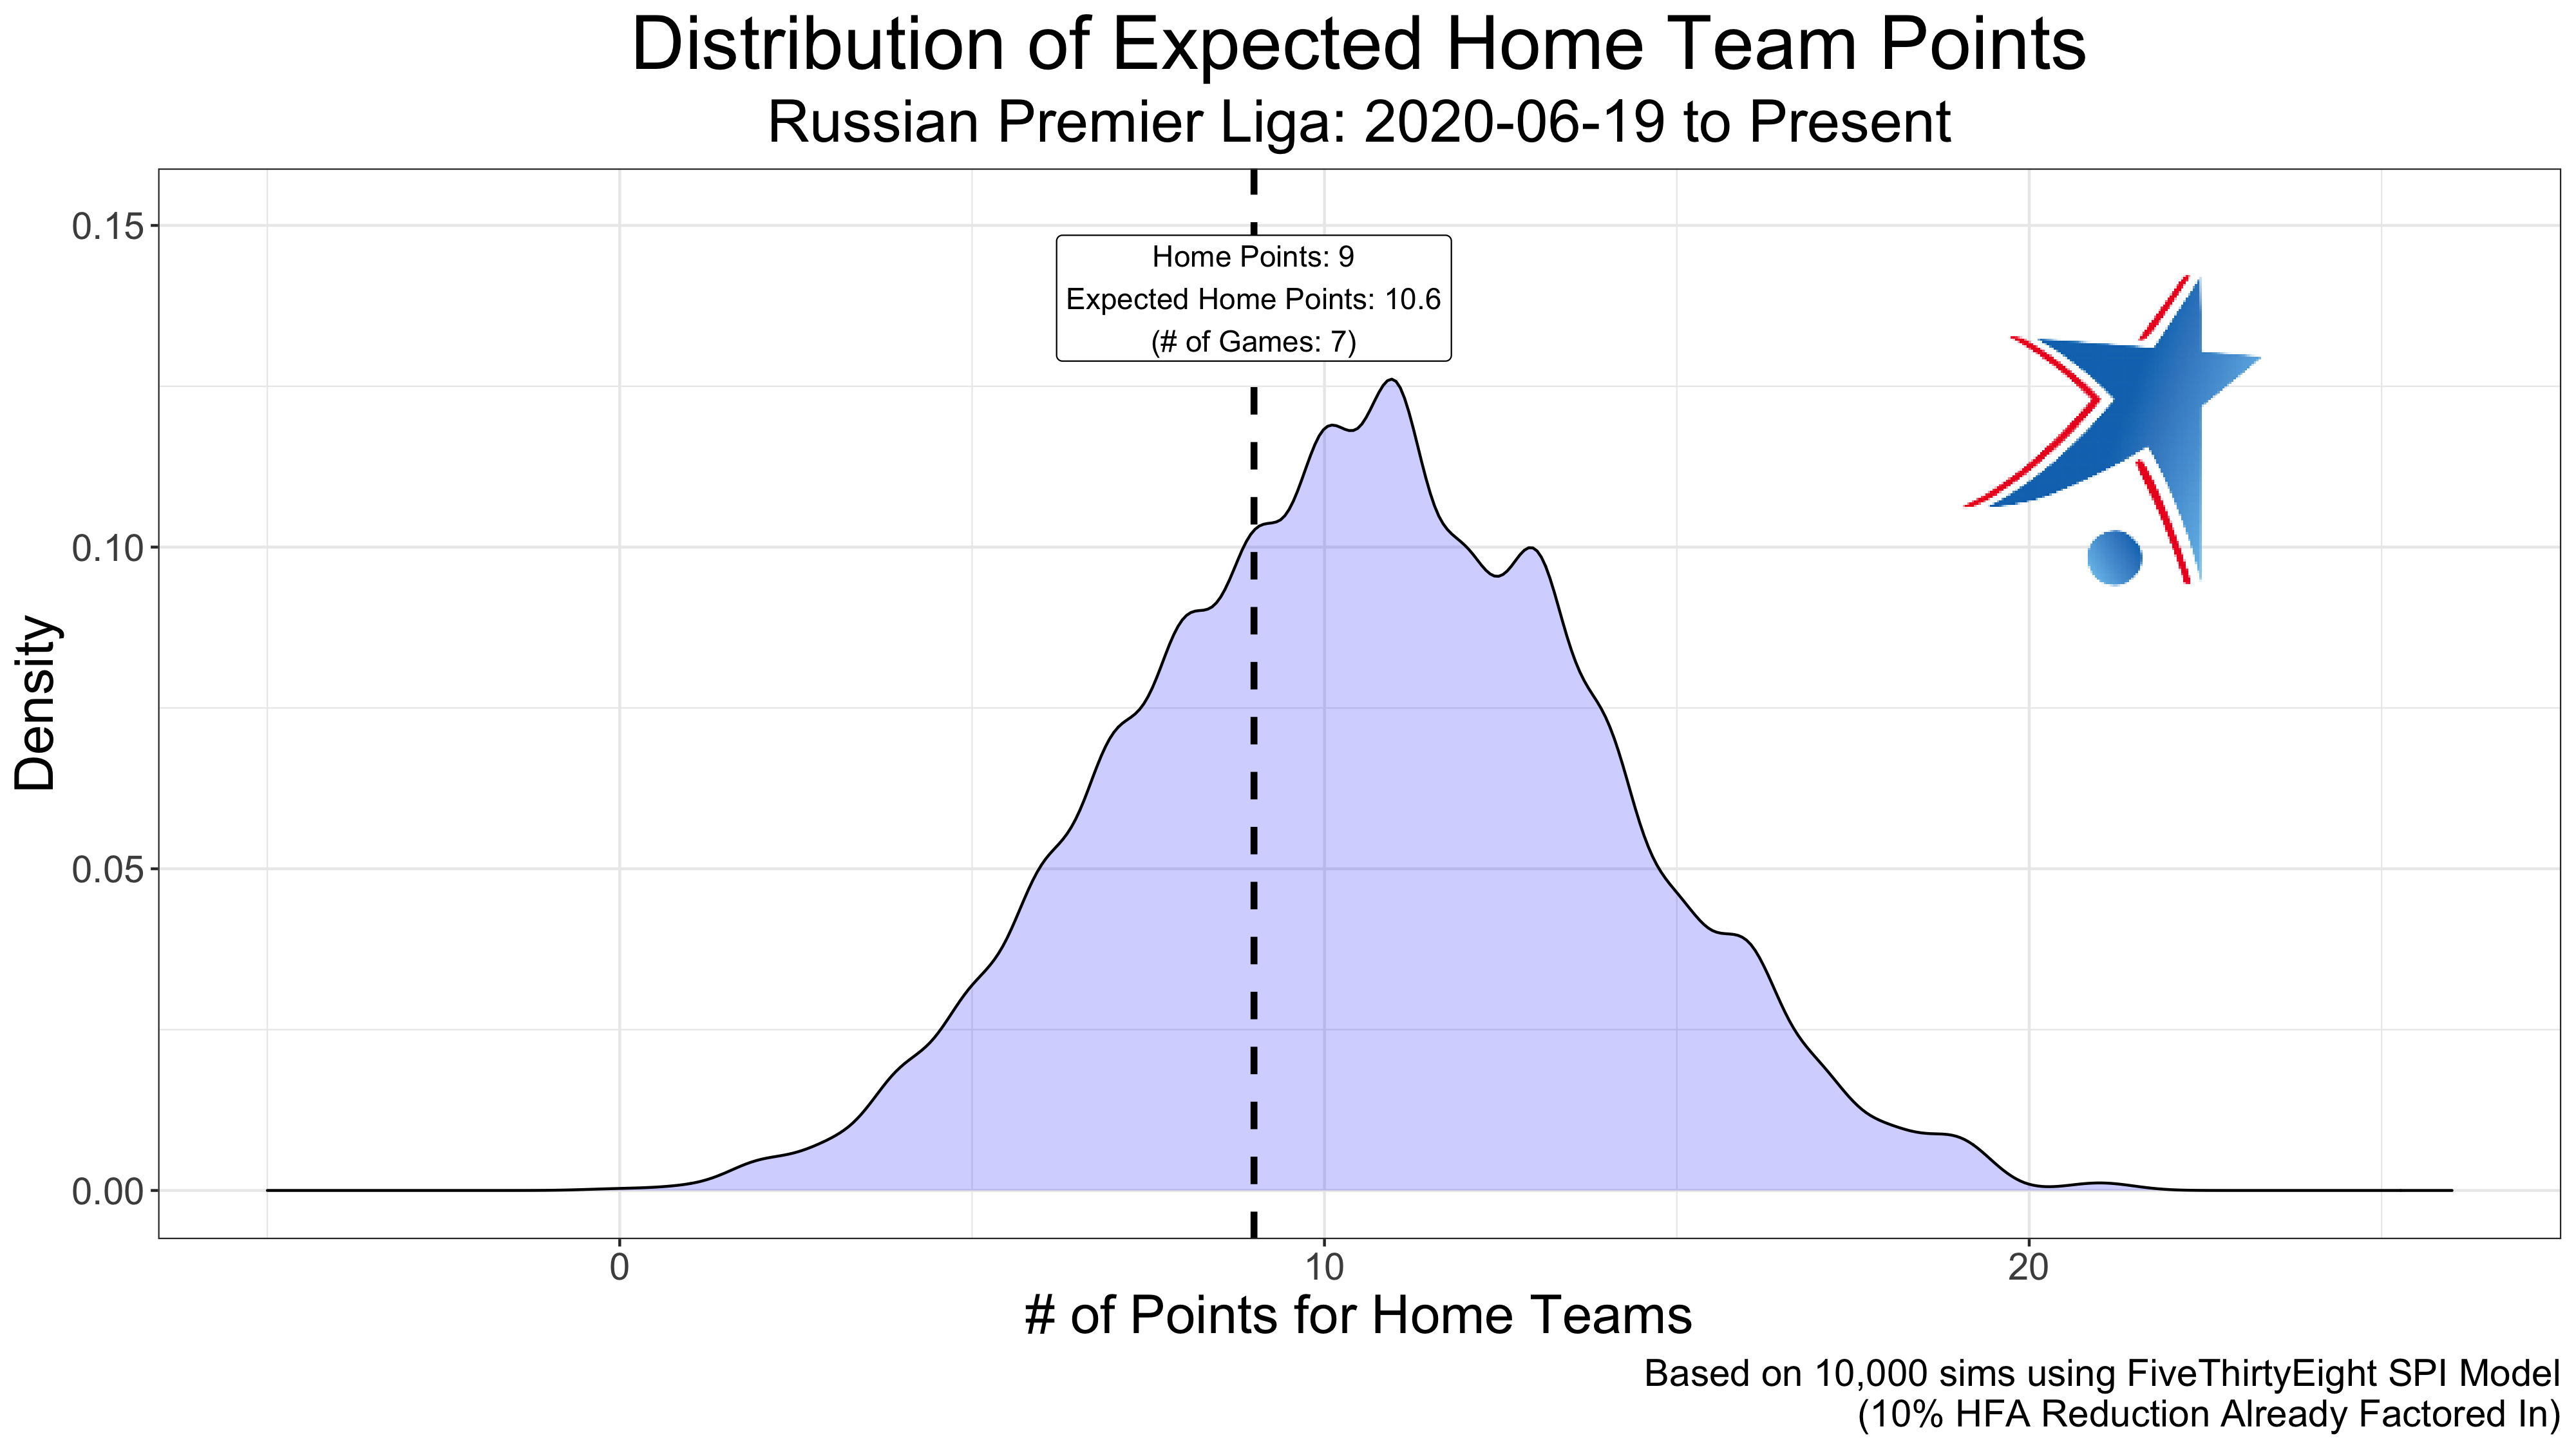 Distribution of Expected Home Team Points
Russian Premier Liga: 2020-06-19 to Present
Home Points: 9
Expected Home Points: 10.6
(# of Games: 7)
0.15
0.10
0.05
0.00
Density
0 10 20
# of Points for Home Teams
Based on 10,000 sims using FiveThirtyEight SPI Model
(10% HFA Reduction Already Factored In)